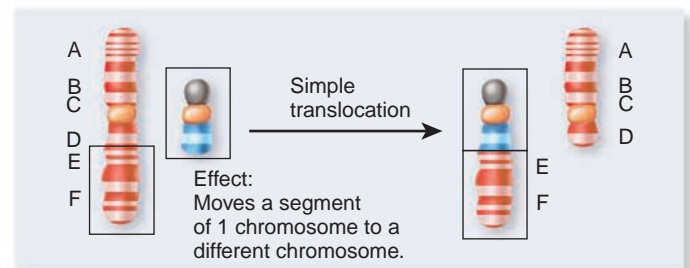 A
B
C
D
E
F
Simple
translocation
Effect:
Moves a segment
of 1 chromosome to a
different chromosome.
E
F
A
B
C
D